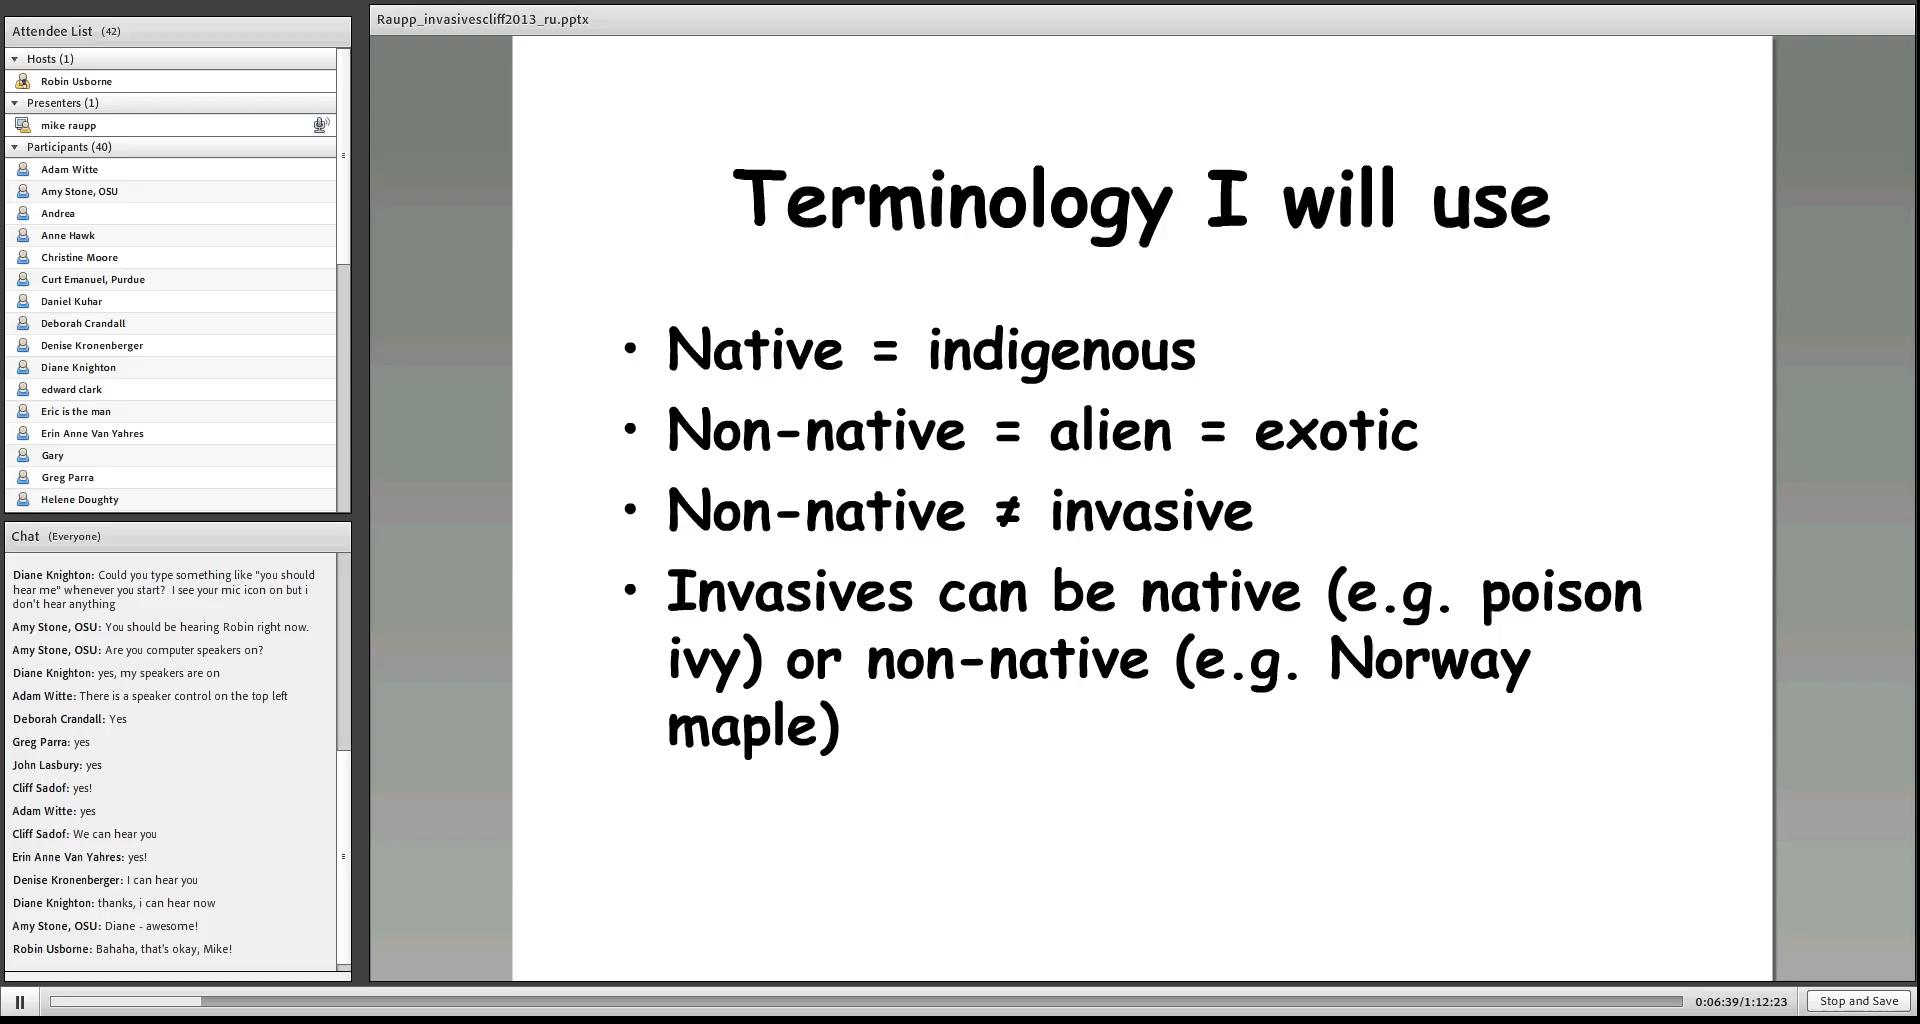 Attendee List (42)
Hosts (1)
Robin Usborne
Presenters (1)
mike raupp
Participants (40)
Adam Witte
Amy Stone, OSU
Andrea
Anne Hawk
Christine Moore
Curt Emanuel, Purdue
Daniel Kuhar
Deborah Crandall
Denise Kronenberger
Diane Knighton
edward clark
Eric is the man
Erin Anne Van Yahres
Gary
Greg Parra
Helene Doughty
Chat (Everyone)
Diane Knighton: Could you type something like "you should
hear me" whenever you start? I see your mic icon on but i
don't hear anything
Amy Stone, OSU: You should be hearing Robin right now.
Amy Stone, OSU: Are you computer speakers on?
Diane Knighton: yes, my speakers are on
Adam Witte: There is a speaker control on the top left
Deborah Crandall: Yes
Greg Parra: yes
John Lasbury: yes
Cliff Sadof: yes!
Adam Witte: yes
Cliff Sadof: We can hear you
Erin Anne Van Yahres: yes!
Denise Kronenberger: I can hear you
Diane Knighton: thanks, i can hear now
Amy Stone, OSU: Diane - awesome!
Robin Usborne: Bahaha, that's okay, Mike!
Raupp_invasivescliff2013_ru.pptx
Terminology I will use
• Native = indigenous
• Non-native = alien = exotic
• Non-native ≠ invasive
• Invasives can be native (e.g. poison
ivy) or non-native (e.g. Norway
maple)
0:06:39/1:12:23
Stop and Save